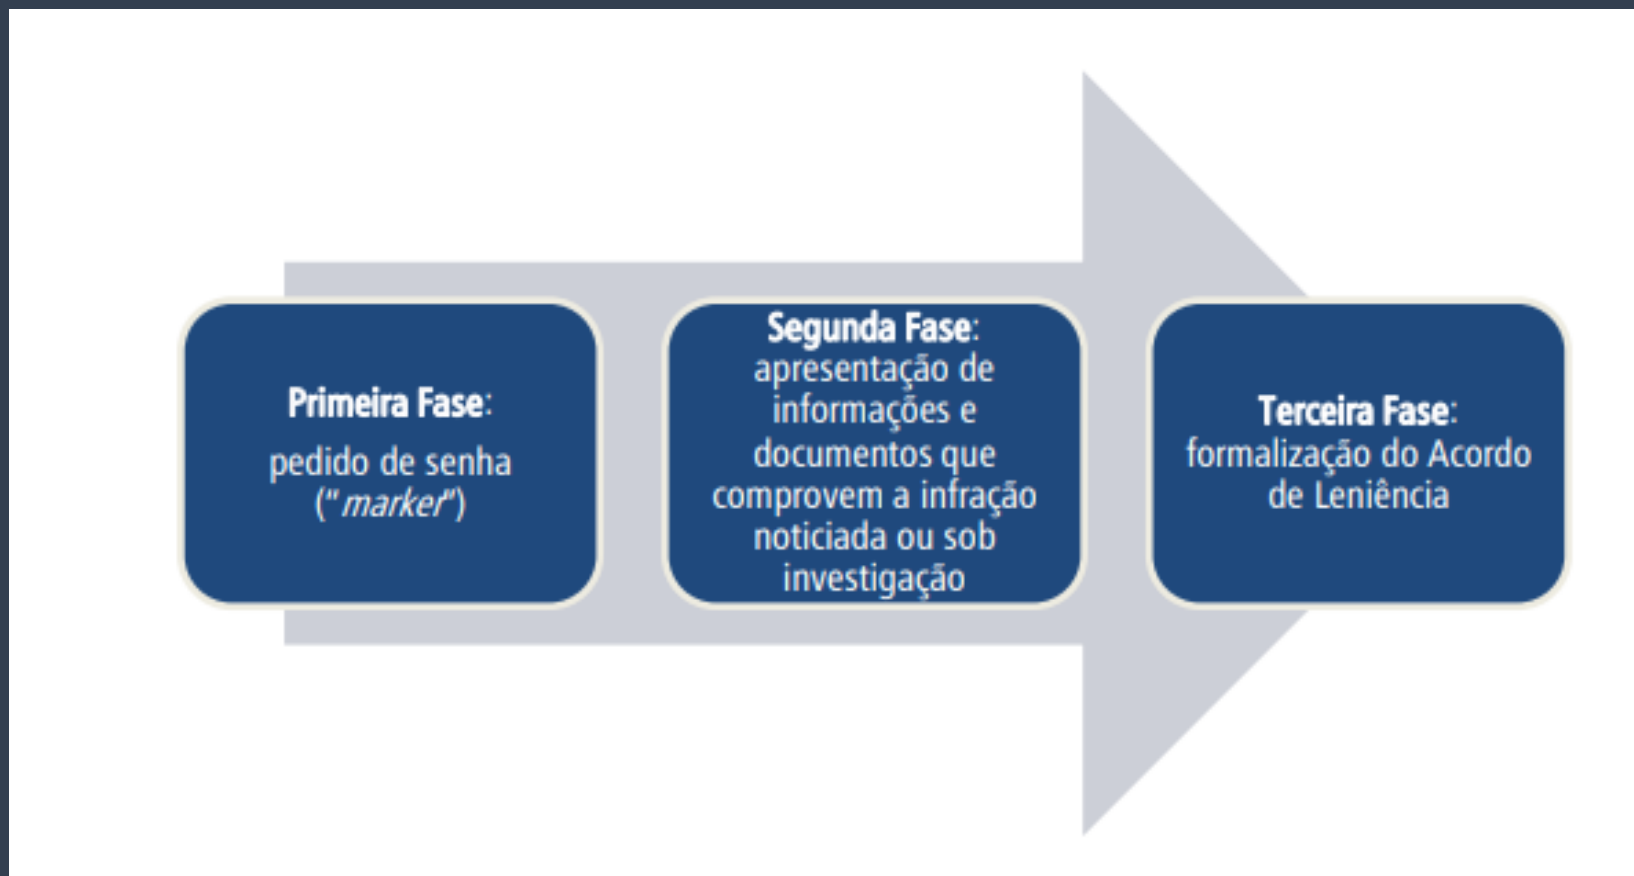 Primeira Fase:
pedido de senha
("marker")
Segunda Fase:
apresentação de
informações e
documentos que
comprovem a infração
noticiada ou sob
investigação
Terceira Fase:
formalização do Acordo
de Leniência